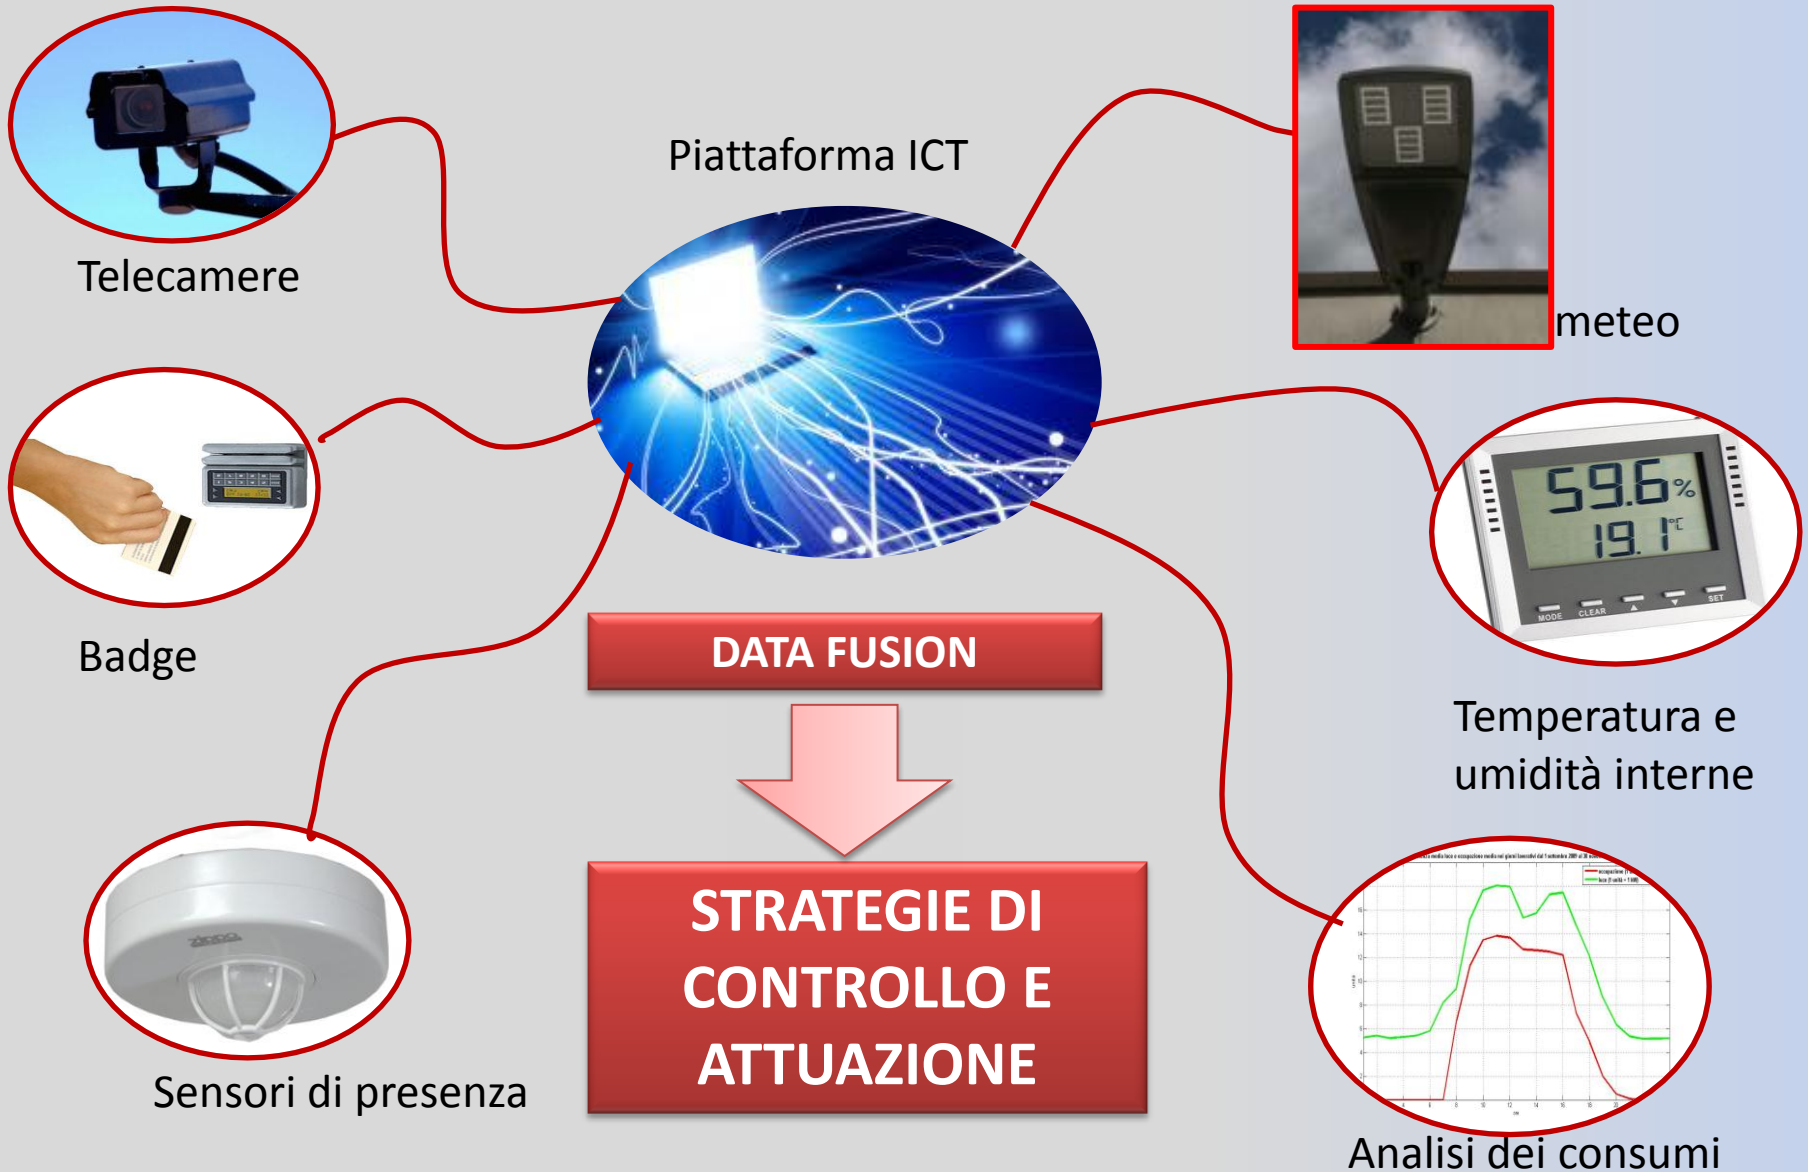 Piattaforma ICT
Telecamere
meteo
59.6%
19.1°C
MODE CLEAR ▲ ▼ SET
Badge
DATA FUSION
Temperatura e
umidità interne
STRATEGIE DI
CONTROLLO E
ATTUAZIONE
Sensori di presenza
Analisi dei consumi